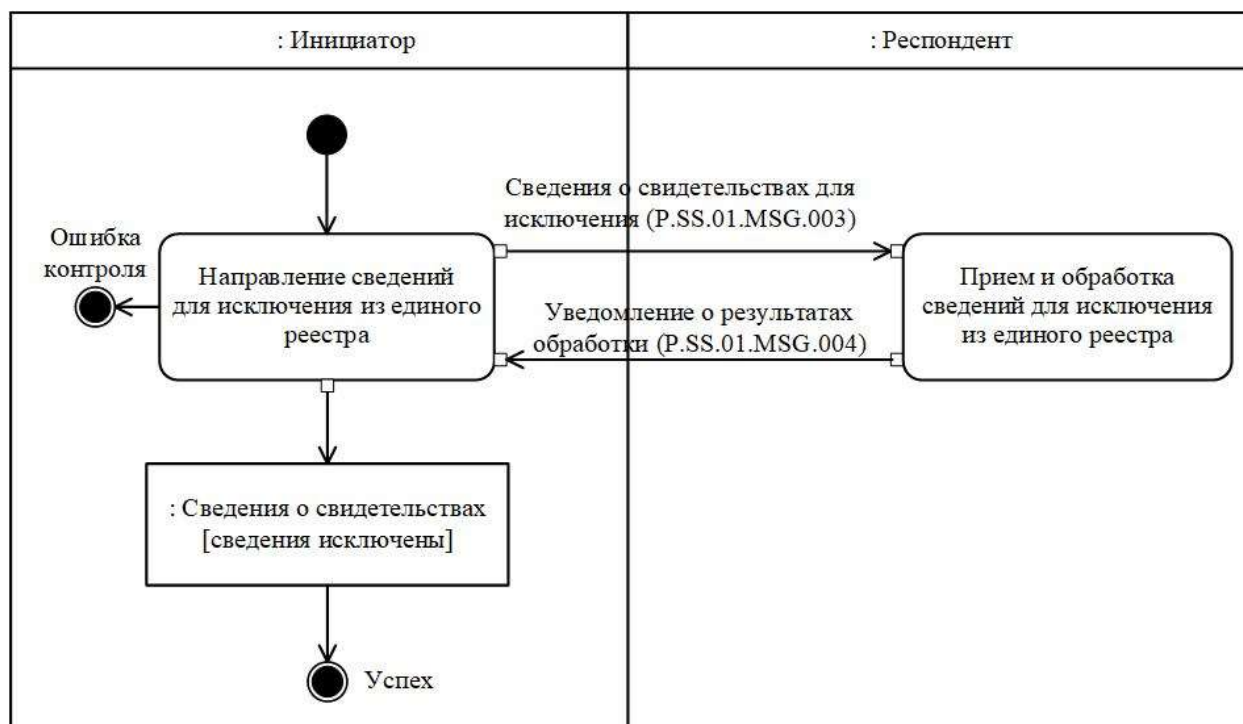 : Инициатор
: Респондент
Сведения о свидетельствах для
исключения (P.SS.01.MSG.003)
Ошибка
контроля
Направление сведений
для исключения из единого
реестра
Прием и обработка
сведений для исключения
из единого реестра
Уведомление о результатах
обработки (P.SS.01.MSG.004)
: Сведения о свидетельствах
[сведения исключены]
Успех